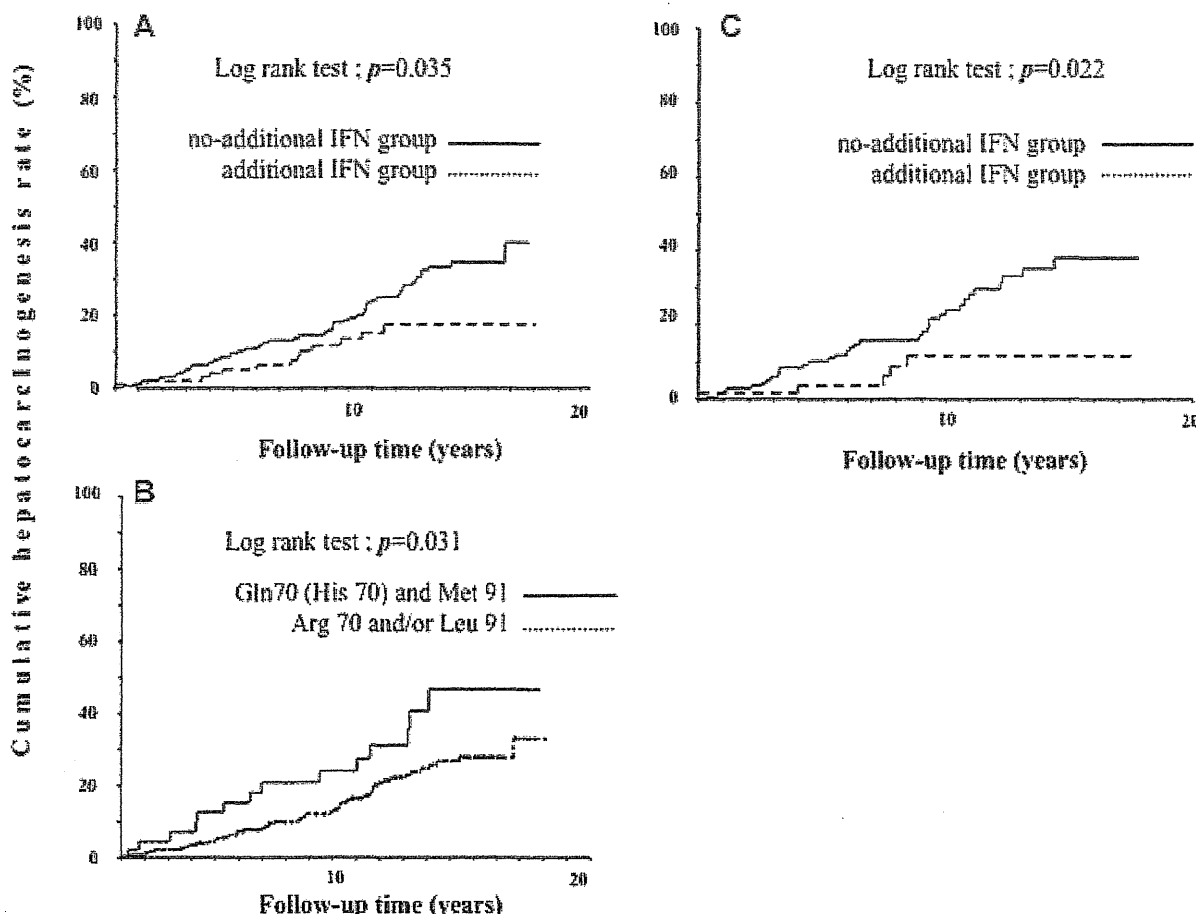 Cumulative hepatocarcinogenesis rate (%)
A
Log rank test ; p=0.035
no-additional IFN group
additional IFN group
100
80
60
40
20
0
10
20
Follow-up time (years)
C
Log rank test ; p=0.022
no-additional IFN group
additional IFN group
100
80
60
40
20
0
10
20
Follow-up time (years)
B
Log rank test ; p=0.031
Gln70 (His 70) and Met 91
Arg 70 and/or Leu 91
100
80
60
40
20
0
10
20
Follow-up time (years)